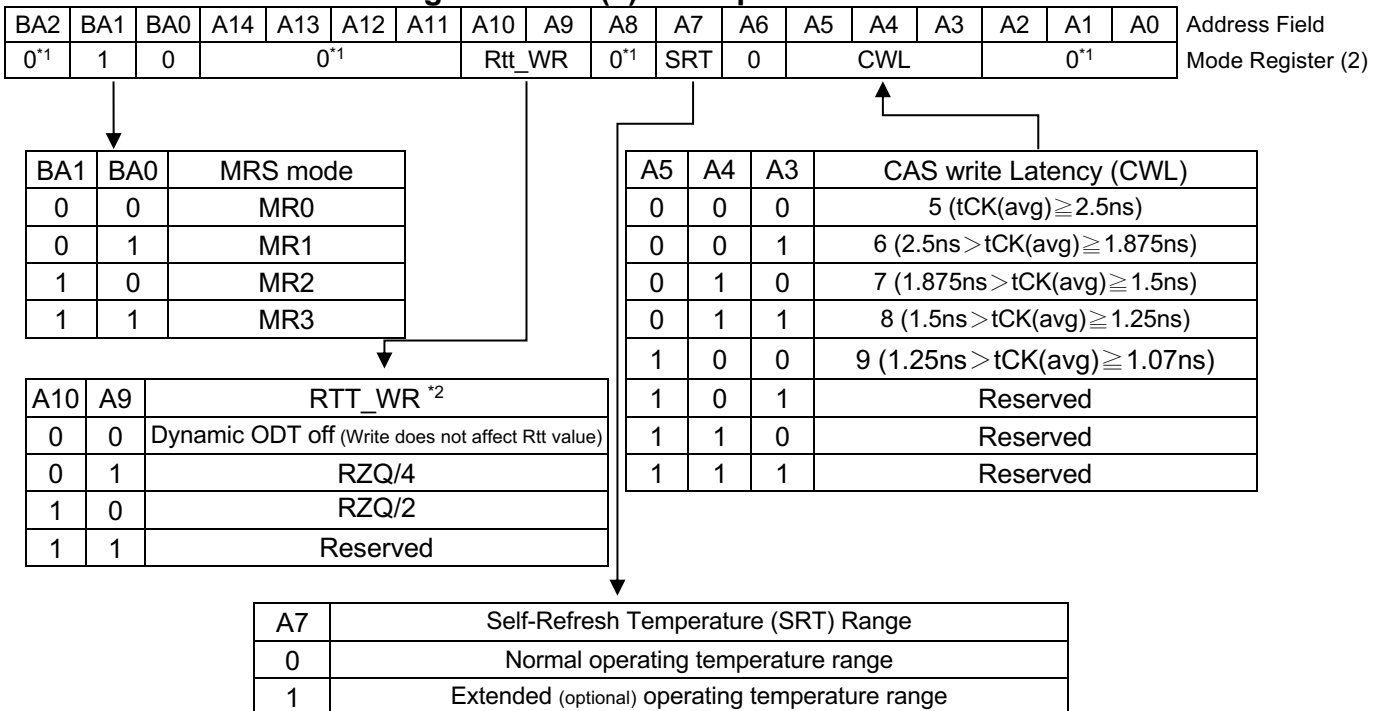 BA2 BA1 BA0 A14 A13 A12 A11 A10 A9 A8 A7 A6 A5 A4 A3 A2 A1 A0 Address Field
0*1 1 0 0*1 Rtt_WR 0*1 SRT 0 CWL 0*1 Mode Register (2)
BA1 BA0 MRS mode
0 0 MR0
0 1 MR1
1 0 MR2
1 1 MR3
A5 A4 A3 CAS write Latency (CWL)
0 0 0 5 (tCK(avg)≧2.5ns)
0 0 1 6 (2.5ns>tCK(avg)≧1.875ns)
0 1 0 7 (1.875ns>tCK(avg)≧1.5ns)
0 1 1 8 (1.5ns>tCK(avg)≧1.25ns)
1 0 0 9 (1.25ns>tCK(avg)≧1.07ns)
1 0 1 Reserved
1 1 0 Reserved
1 1 1 Reserved
A10 A9 RTT_WR *2
0 0 Dynamic ODT off (Write does not affect Rtt value)
0 1 RZQ/4
1 0 RZQ/2
1 1 Reserved
A7 Self-Refresh Temperature (SRT) Range
0 Normal operating temperature range
1 Extended (optional) operating temperature range